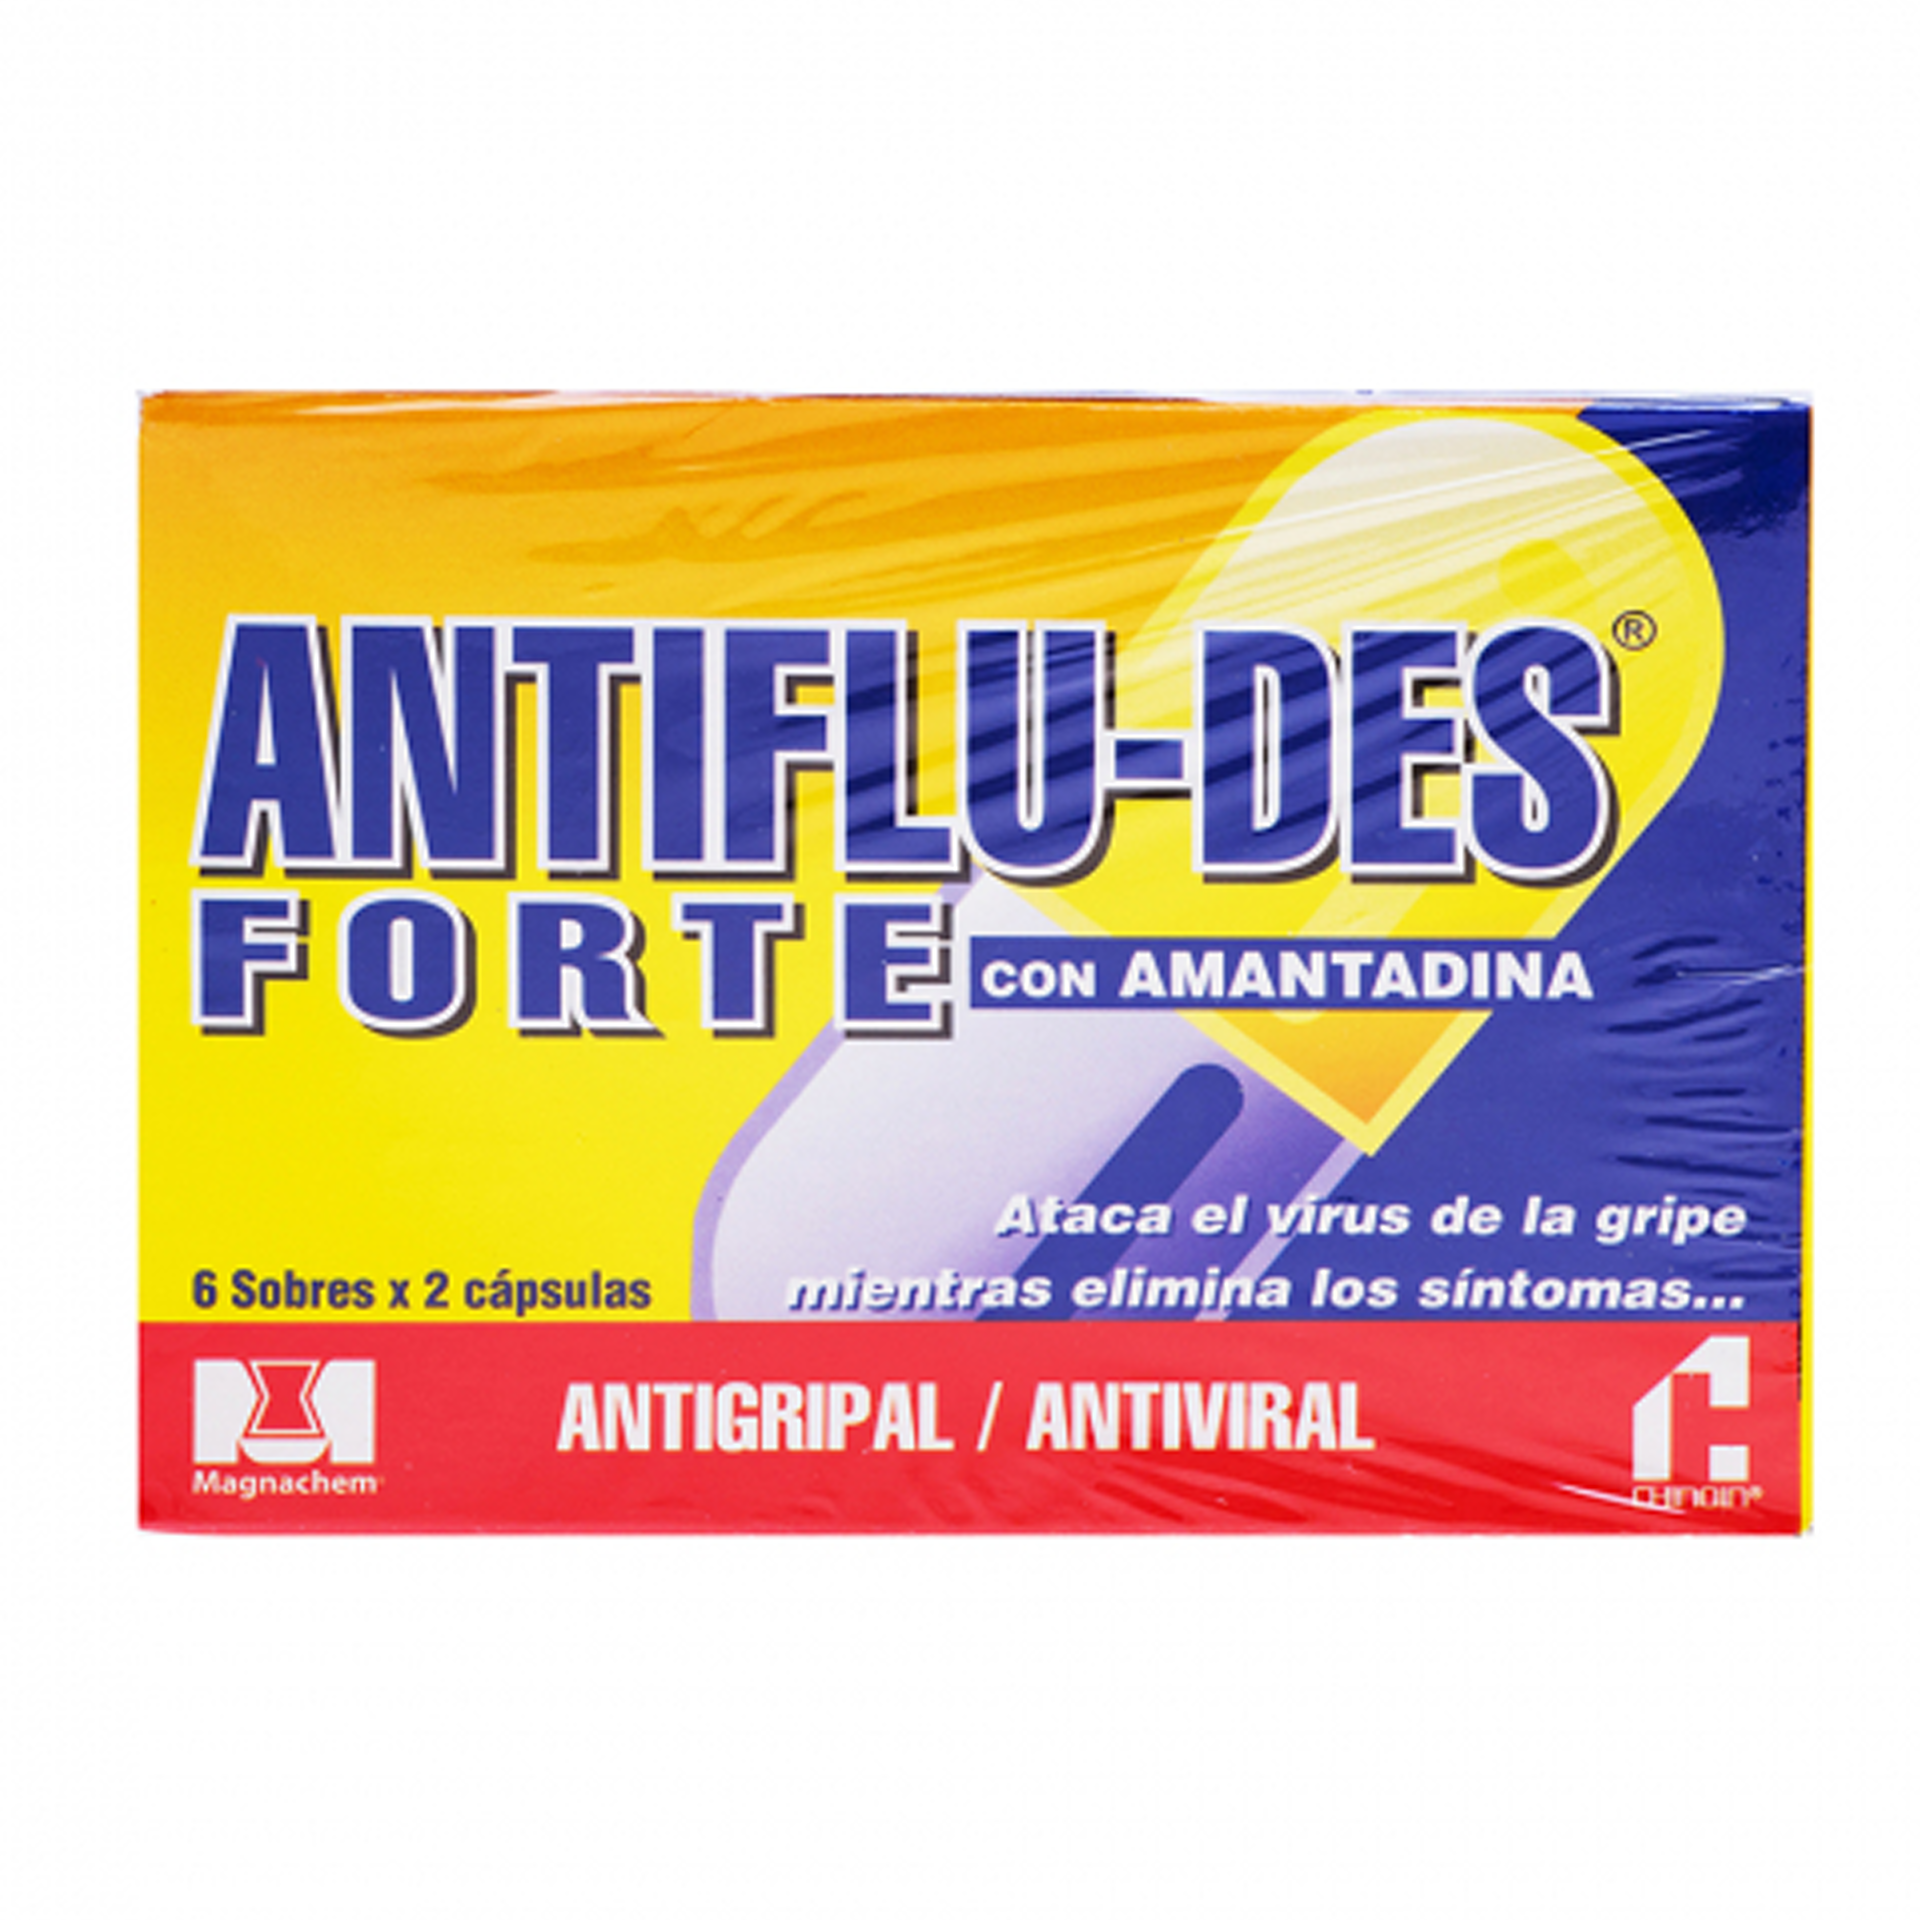 ANTIFLU-DES®
FORTE CON AMANTADINA
Ataca el virus de la gripe
mientras elimina los síntomas...
6 Sobres x 2 cápsulas
ANTIGRIPAL / ANTIVIRAL
Magnachem
CHINOIN®